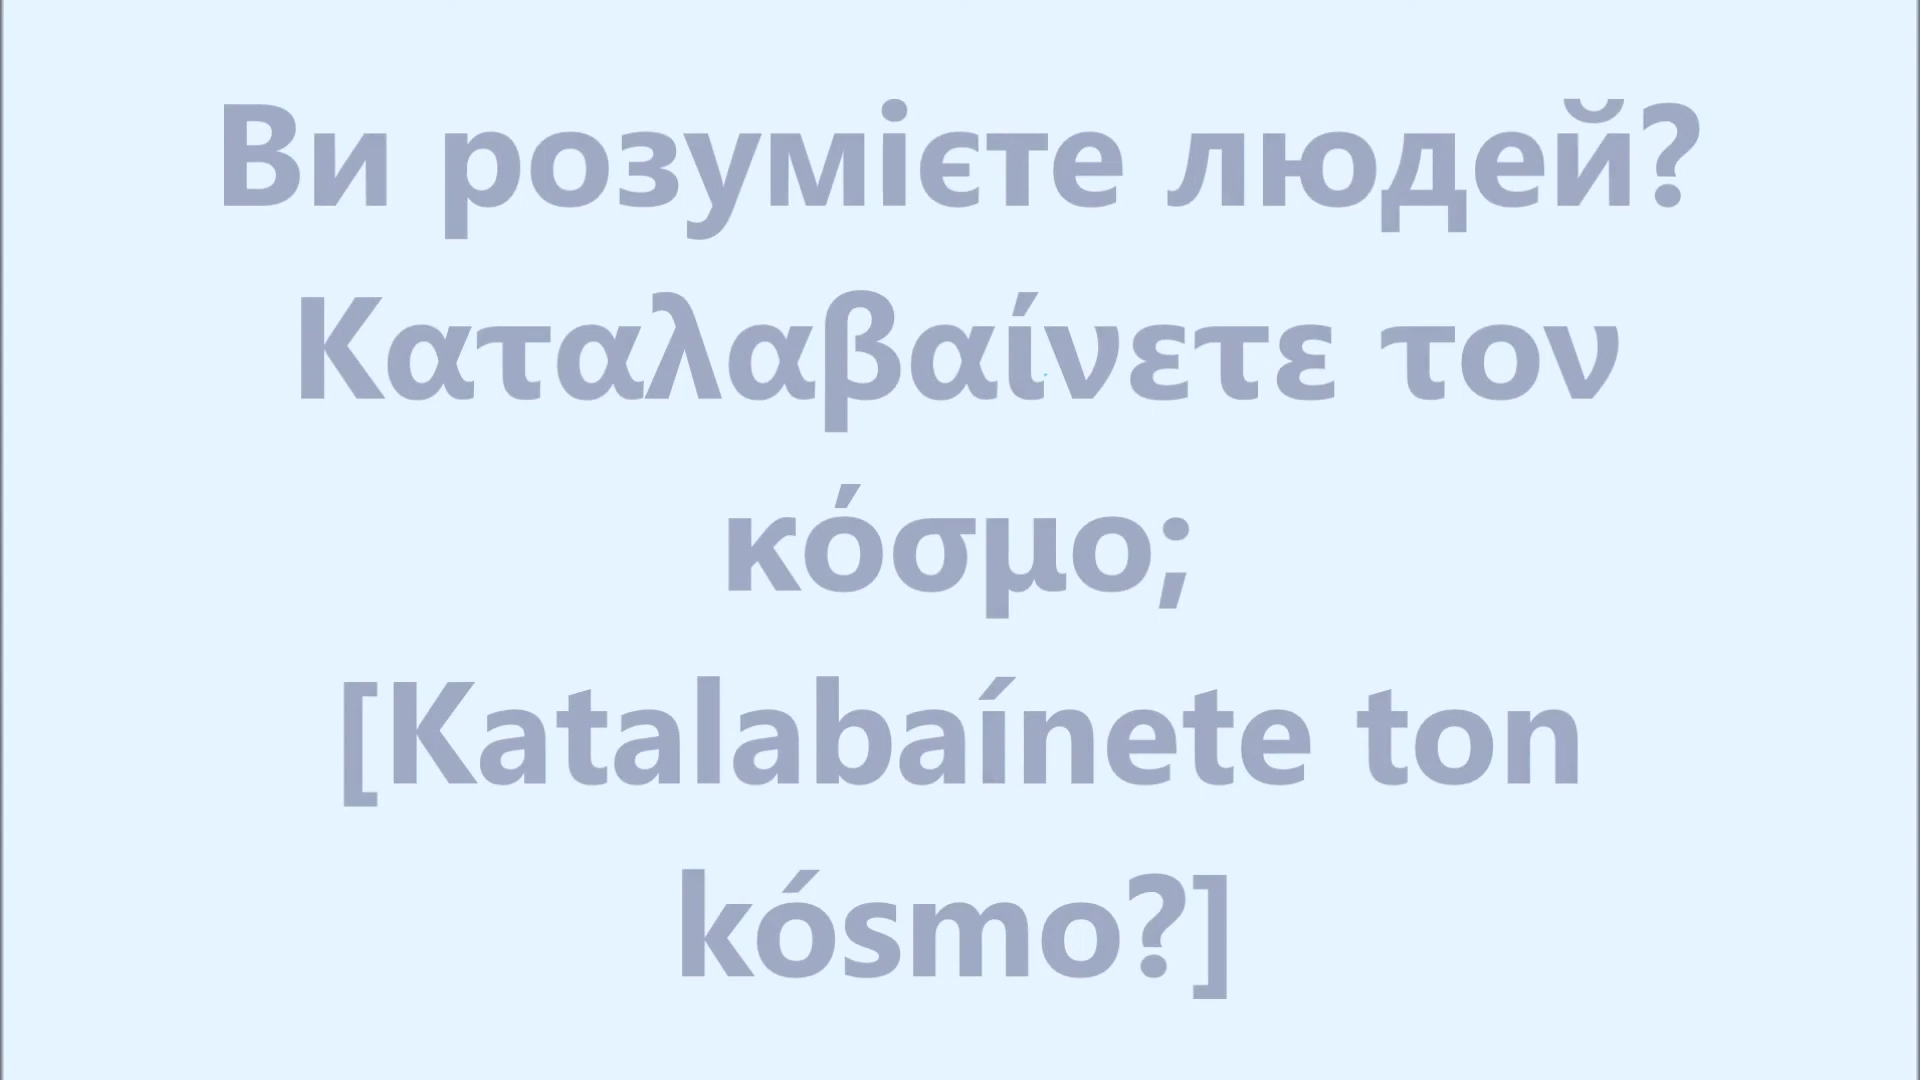 Ви розумієте людей?
Καταλαβαίνετε τον
κόσμο;
[Katalabaínete ton
kósmo?]